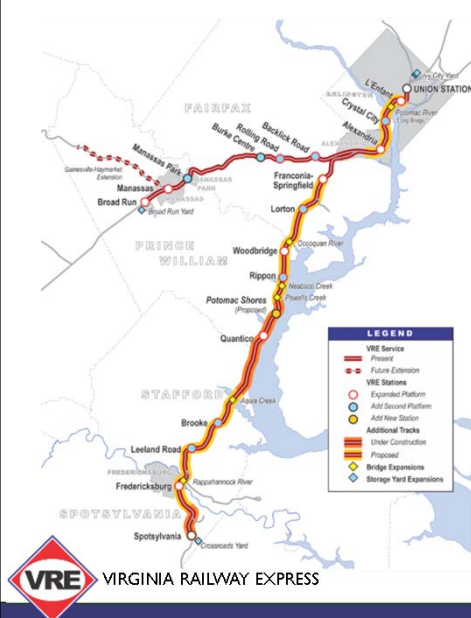 Ivy City Yard
UNION STATION
L'Enfant
ARLINGTON
Crystal City
Potomac River
Long Bridge
FAIRFAX
Alexandria
ALEXANDRIA
Backlick Road
Rolling Road
Burke Centre
Gainesville-Haymarket
Extension
Manassas Park
MANASSAS
PARK
Franconia-
Springfield
Manassas
MANASSAS
Broad Run
Broad Run Yard
Lorton
PRINCE
WILLIAM
Occoquan River
Woodbridge
Rippon
Neabsco Creek
Potomac Shores
(Proposed)
Powell's Creek
Quantico
STAFFORD
Aquia Creek
Brooke
Leeland Road
FREDERICKSBURG
Rappahannock River
Fredericksburg
SPOTSYLVANIA
Spotsylvania
Crossroads Yard
LEGEND
VRE Service
Present
Future Extension
VRE Stations
Expanded Platform
Add Second Platform
Add New Station
Additional Tracks
Under Construction
Proposed
Bridge Expansions
Storage Yard Expansions
VRE
VIRGINIA RAILWAY EXPRESS